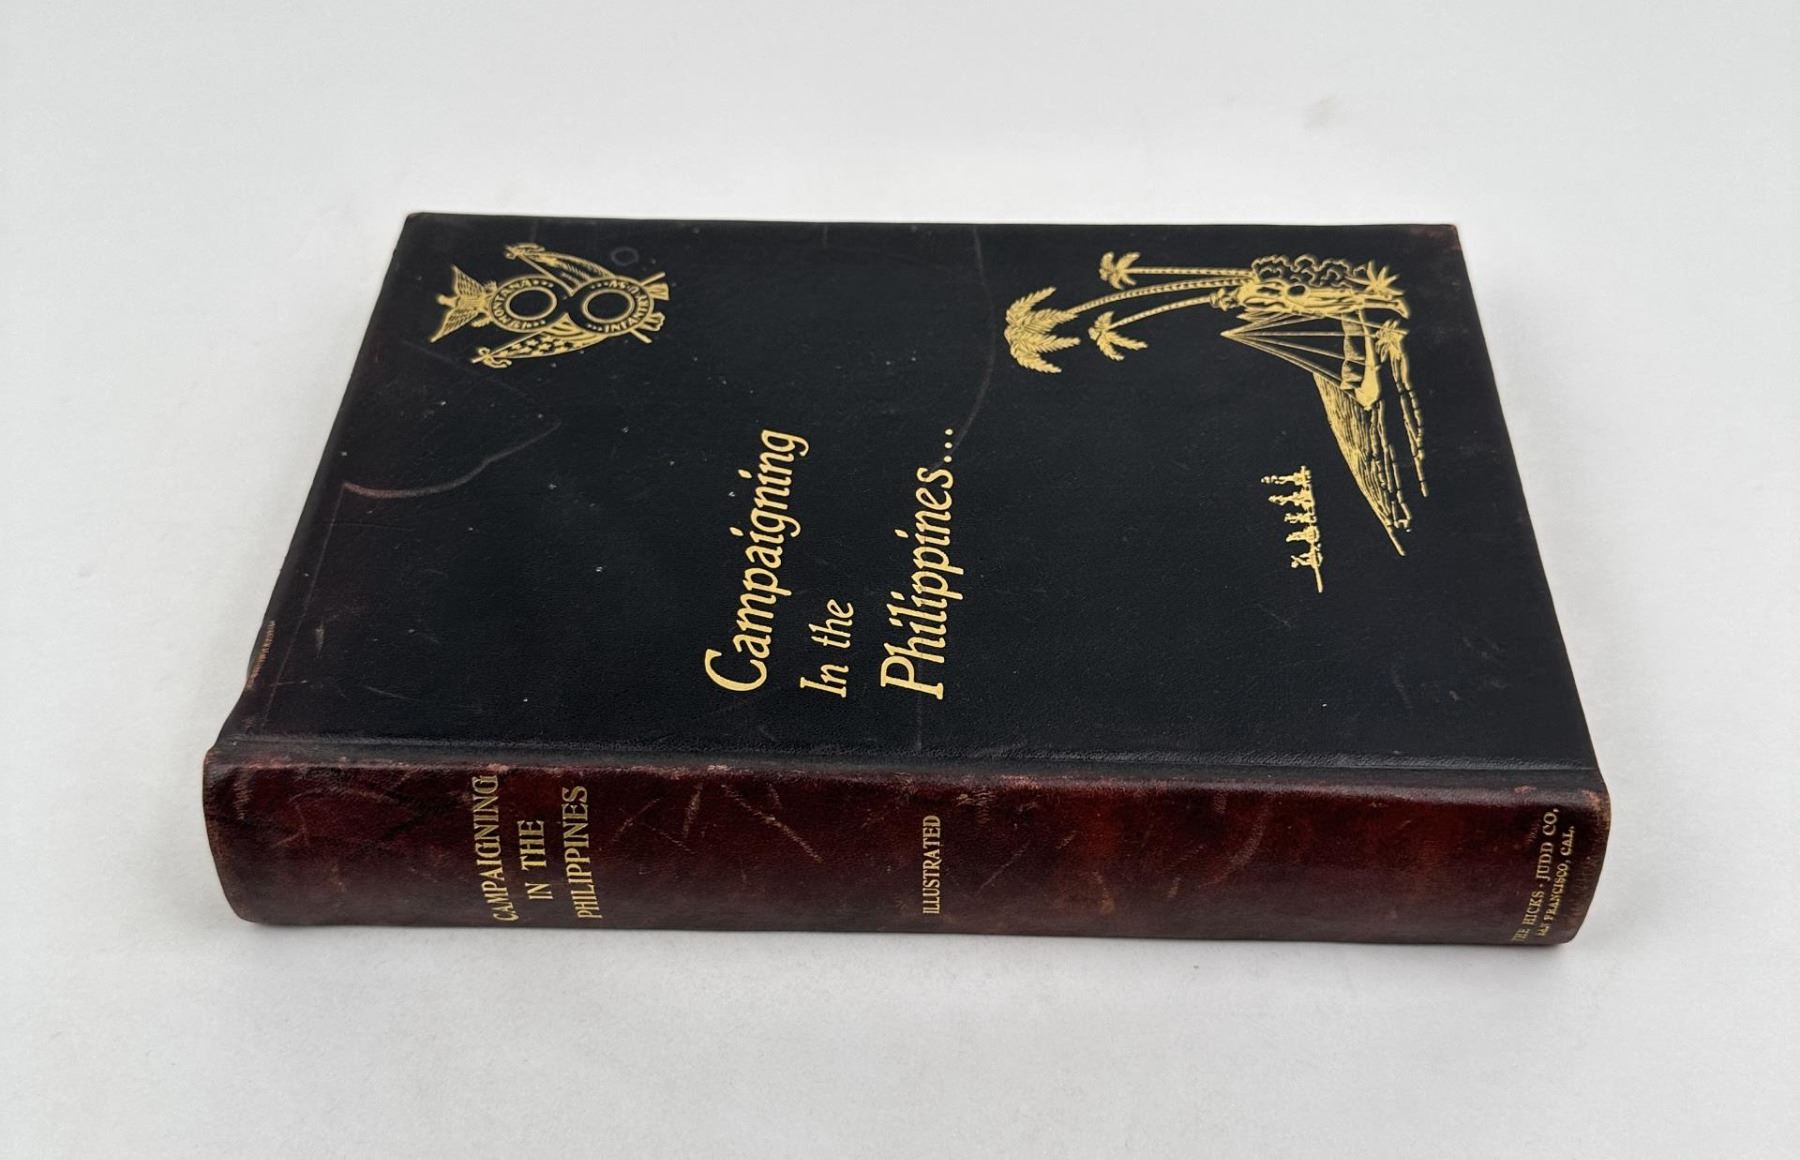 Campaigning
In the
Philippines...
MONTANA
U.S.V.
INFANTRY
CAMPAIGNING
IN THE
PHILIPPINES
ILLUSTRATED
THE HICKS-JUDD CO.,
SAN FRANCISCO, CAL.